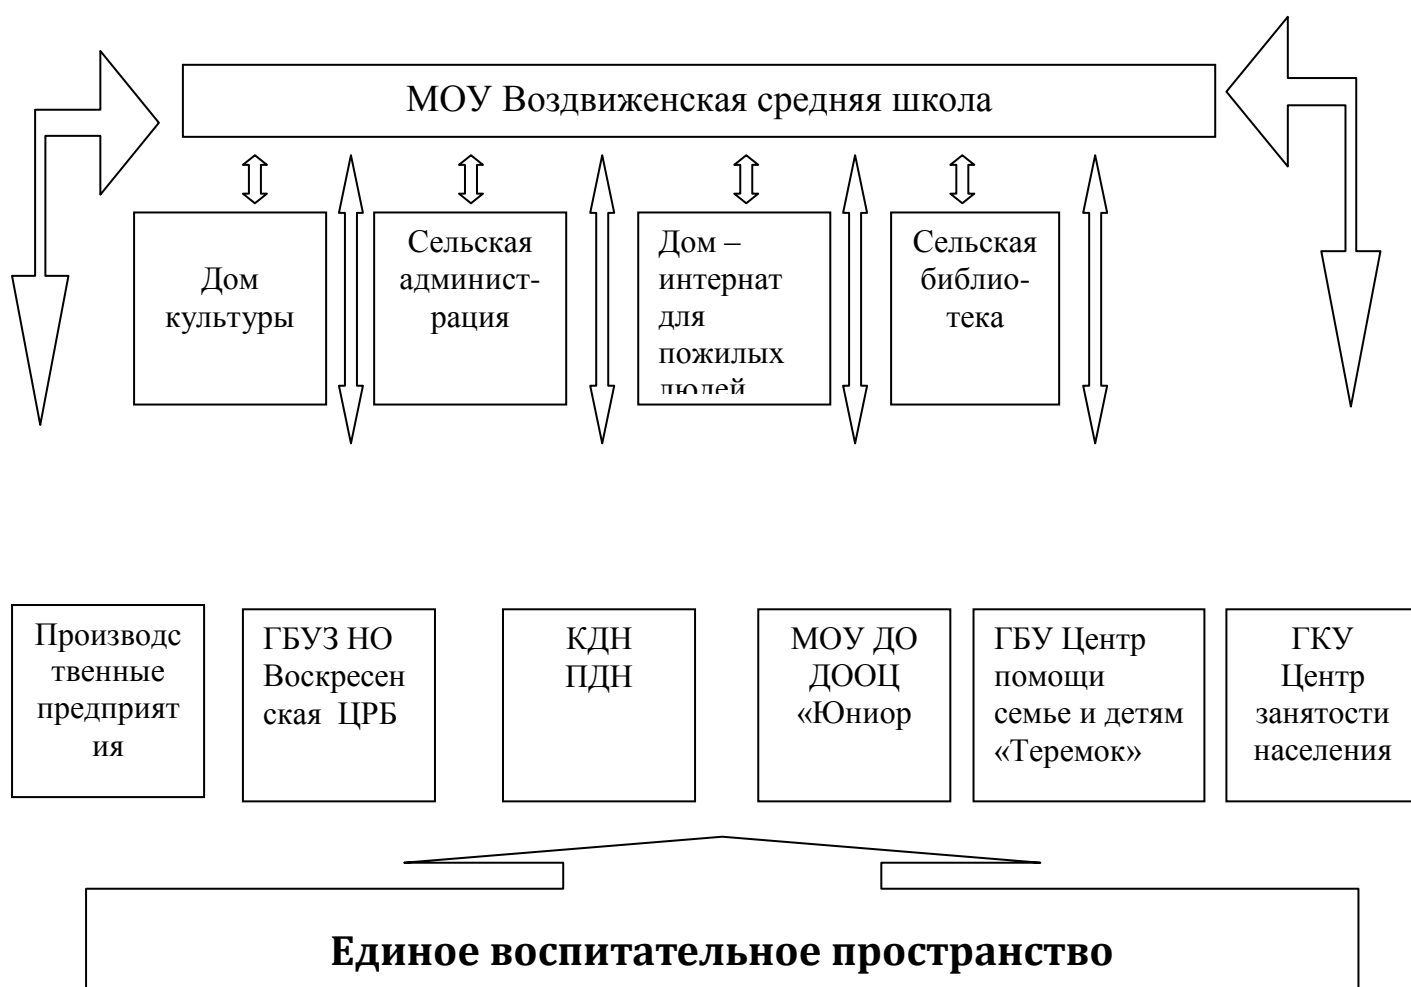 МОУ Воздвиженская средняя школа
Дом
культуры
Сельская
админист-
рация
Дом –
интернат
для
пожилых
людей
Сельская
библио-
тека
Производс
твенные
предприят
ия
ГБУЗ НО
Воскресен
ская ЦРБ
КДН
ПДН
МОУ ДО
ДООЦ
«Юниор
ГБУ Центр
помощи
семье и детям
«Теремок»
ГКУ
Центр
занятости
населения
Единое воспитательное пространство